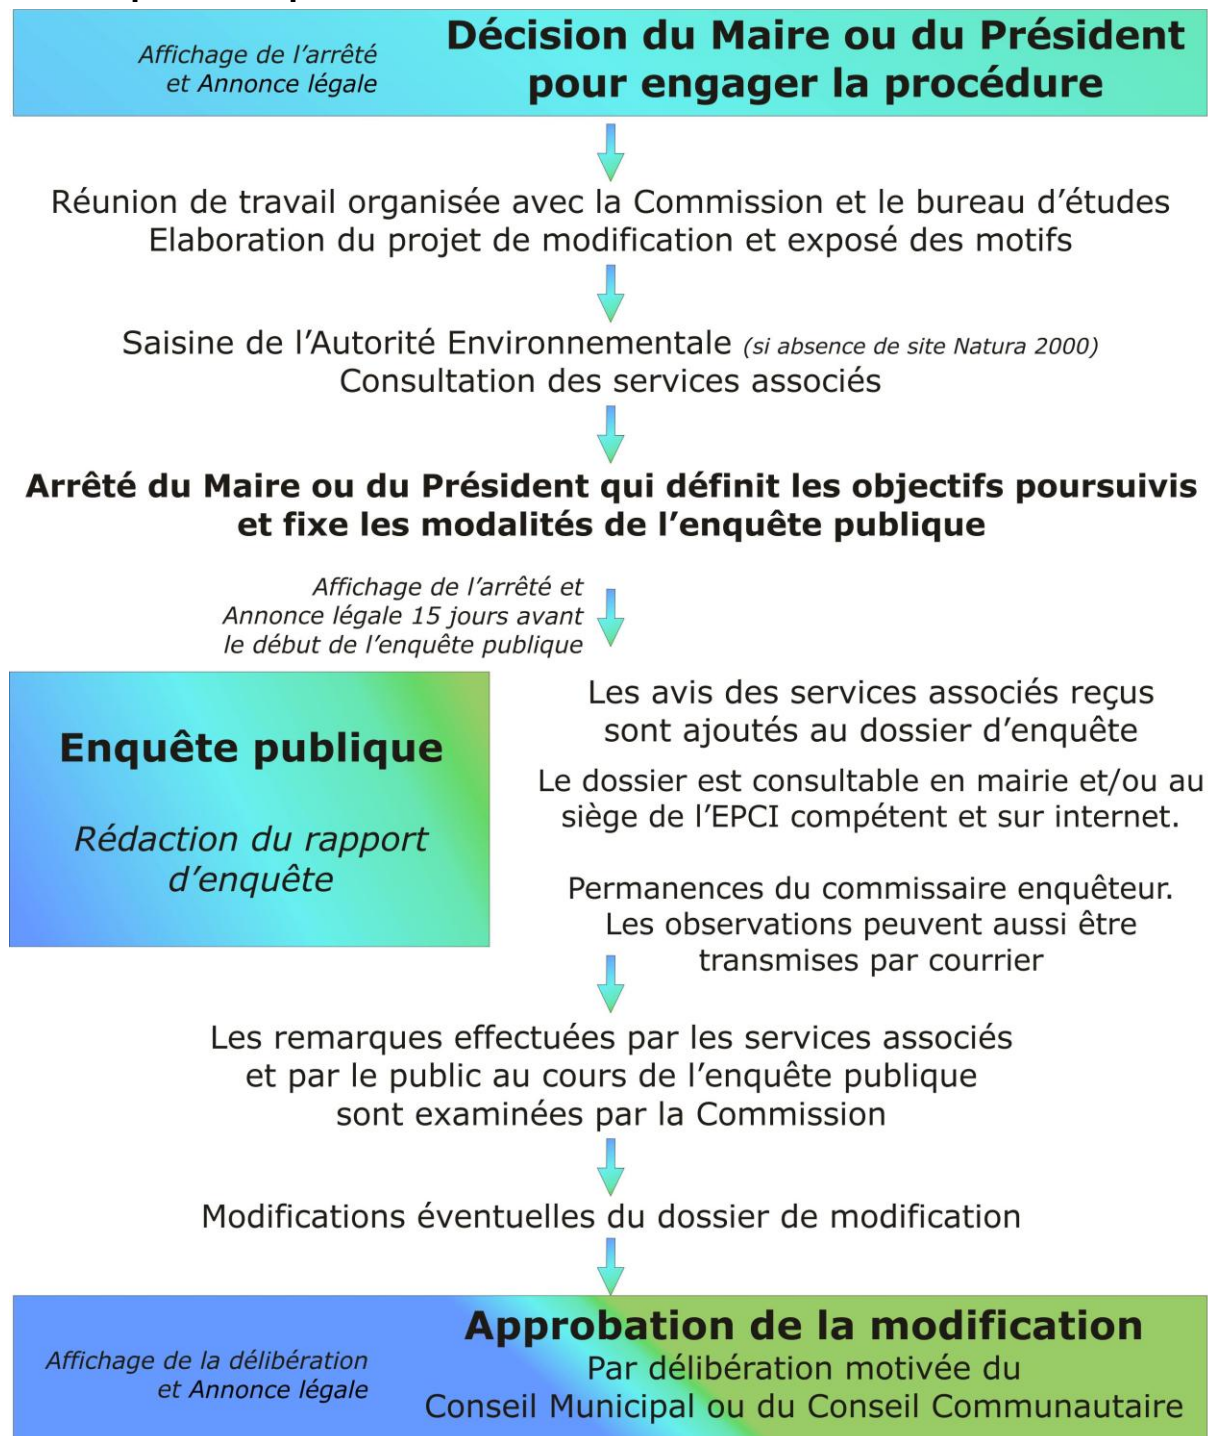 Affichage de l’arrêté
et Annonce légale
Décision du Maire ou du Président
pour engager la procédure
Réunion de travail organisée avec la Commission et le bureau d’études
Elaboration du projet de modification et exposé des motifs
Saisine de l’Autorité Environnementale (si absence de site Natura 2000)
Consultation des services associés
Arrêté du Maire ou du Président qui définit les objectifs poursuivis
et fixe les modalités de l’enquête publique
Affichage de l’arrêté et
Annonce légale 15 jours avant
le début de l’enquête publique
Enquête publique
Rédaction du rapport
d’enquête
Les avis des services associés reçus
sont ajoutés au dossier d’enquête
Le dossier est consultable en mairie et/ou au
siège de l’EPCI compétent et sur internet.
Permanences du commissaire enquêteur.
Les observations peuvent aussi être
transmises par courrier
Les remarques effectuées par les services associés
et par le public au cours de l’enquête publique
sont examinées par la Commission
Modifications éventuelles du dossier de modification
Affichage de la délibération
et Annonce légale
Approbation de la modification
Par délibération motivée du
Conseil Municipal ou du Conseil Communautaire